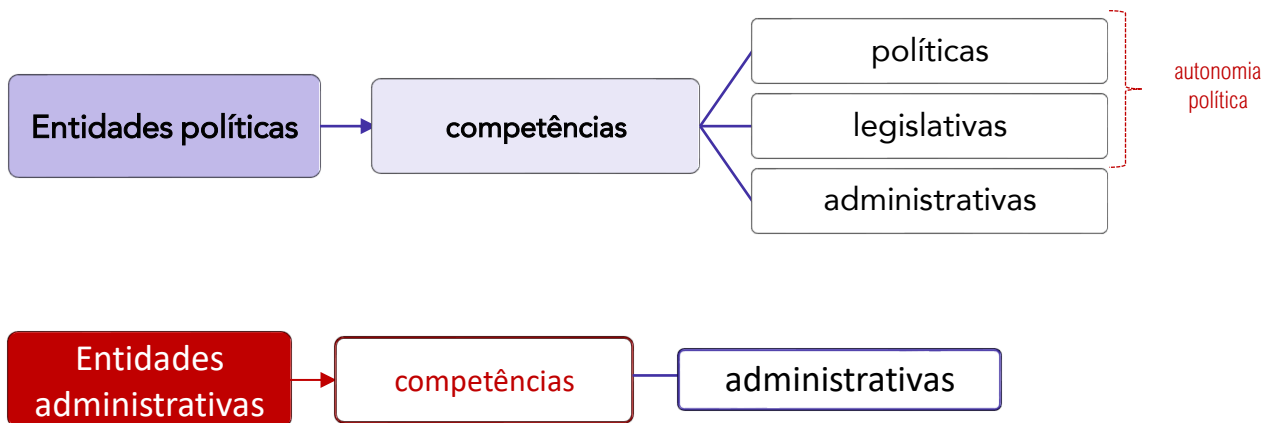 Entidades políticas
competências
políticas
legislativas
administrativas
autonomia
política
Entidades
administrativas
competências
administrativas